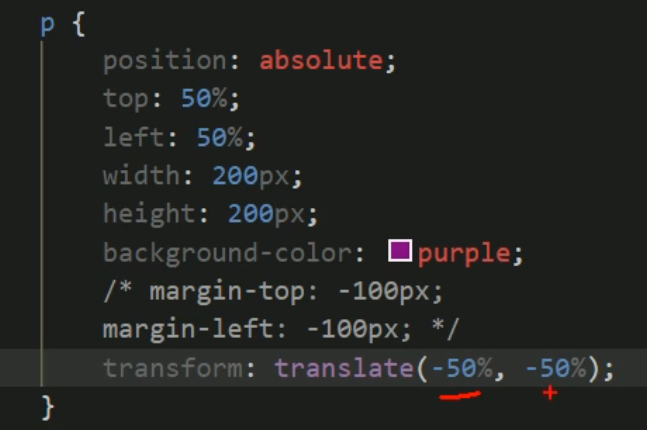 p {
position: absolute;
top: 50%;
left: 50%;
width: 200px;
height: 200px;
background-color: purple;
/* margin-top: -100px;
margin-left: -100px; */
transform: translate(-50%, -50%);
}